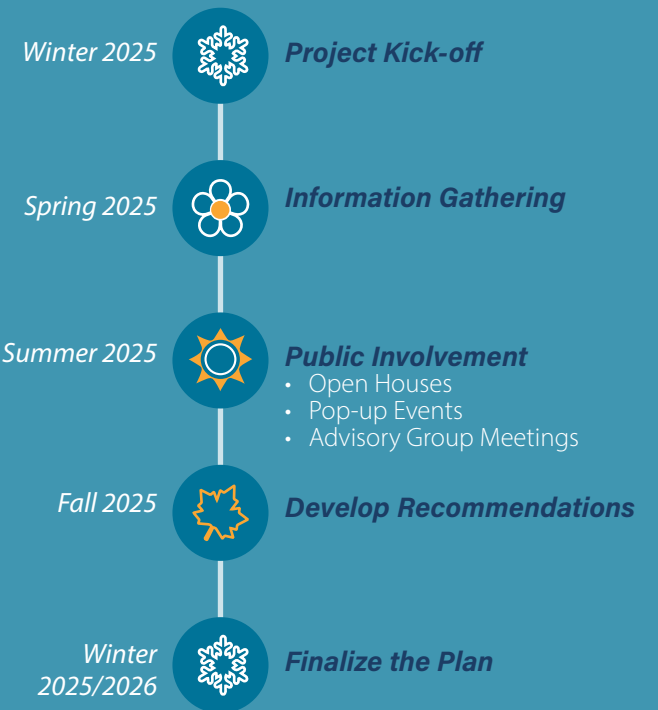 Winter 2025
Project Kick-off
Spring 2025
Information Gathering
Summer 2025
Public Involvement
• Open Houses
• Pop-up Events
• Advisory Group Meetings
Fall 2025
Develop Recommendations
Winter
2025/2026
Finalize the Plan